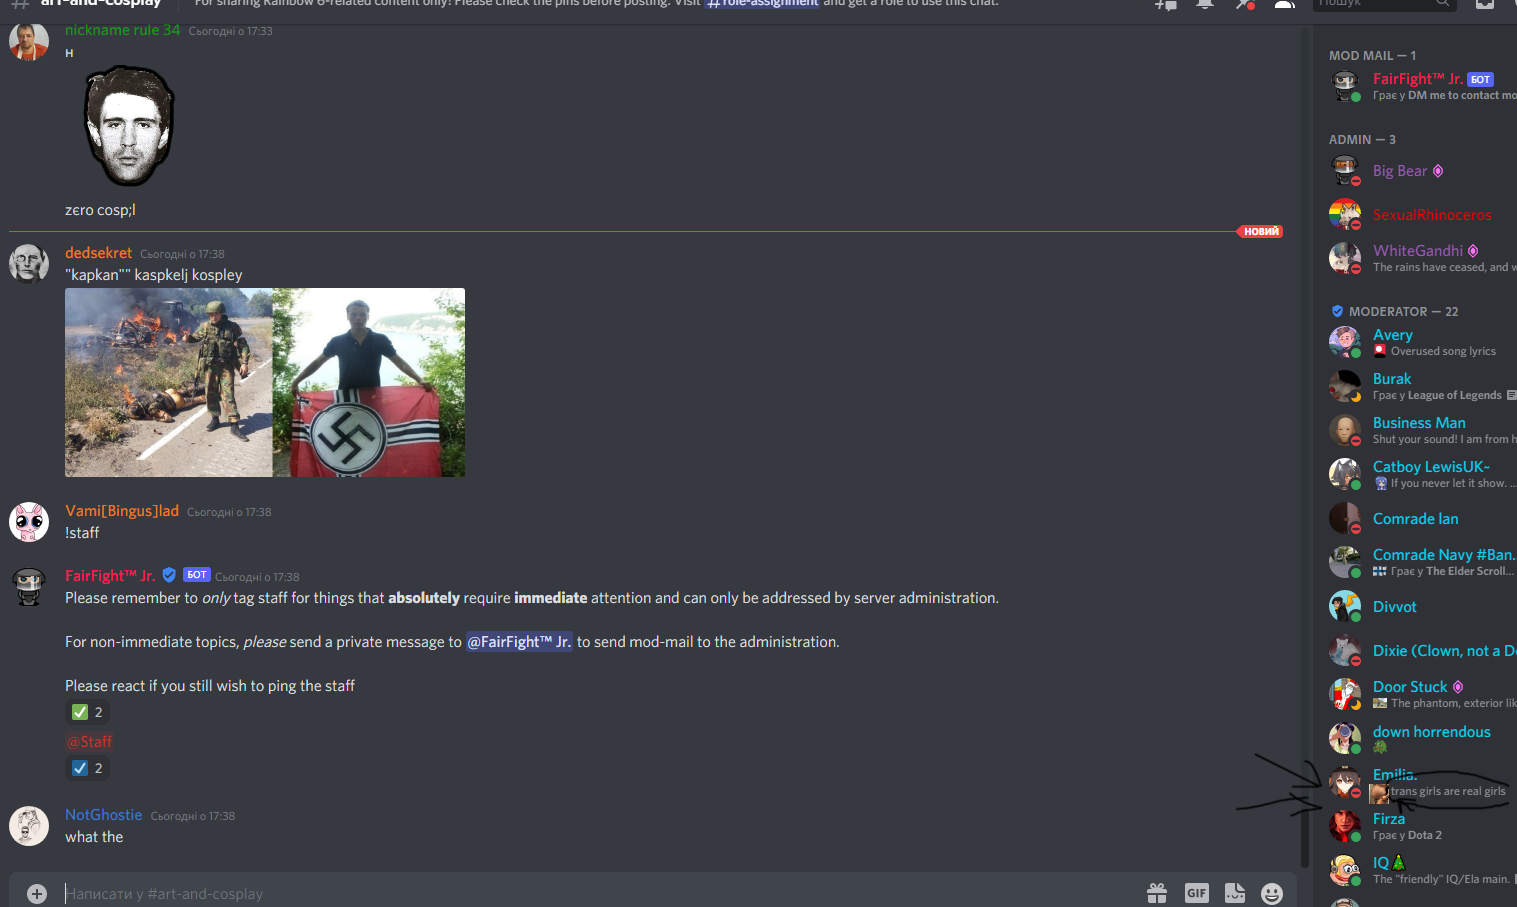 art-and-cosplay For sharing Rainbow 6-related content only! Please check the pins before posting. Visit #role-assignment and get a role to use this chat.
Пошук
nickname rule 34 Сьогодні о 17:33
н
zєro cosp;l
НОВИЙ
dedsekret Сьогодні о 17:38
"kapkan"" kaspkelj kospley
Vami[Bingus]lad Сьогодні о 17:38
!staff
FairFight™ Jr. БОТ Сьогодні о 17:38
Please remember to only tag staff for things that absolutely require immediate attention and can only be addressed by server administration.
For non-immediate topics, please send a private message to @FairFight™ Jr. to send mod-mail to the administration.
Please react if you still wish to ping the staff
2
@Staff
2
NotGhostie Сьогодні о 17:38
what the
Написати у #art-and-cosplay
GIF
MOD MAIL — 1
FairFight™ Jr. БОТ
Грає у DM me to contact mo
ADMIN — 3
Big Bear
SexualRhinoceros
WhiteGandhi
The rains have ceased, and w
MODERATOR — 22
Avery
Overused song lyrics
Burak
Грає у League of Legends
Business Man
Shut your sound! I am from h
Catboy LewisUK~
If you never let it show. ...
Comrade Ian
Comrade Navy #Ban...
Грає у The Elder Scroll...
Divvot
Dixie (Clown, not a Do
Door Stuck
The phantom, exterior lik
down horrendous
Emilia.
trans girls are real girls
Firza
Грає у Dota 2
IQ
The "friendly" IQ/Ela main.